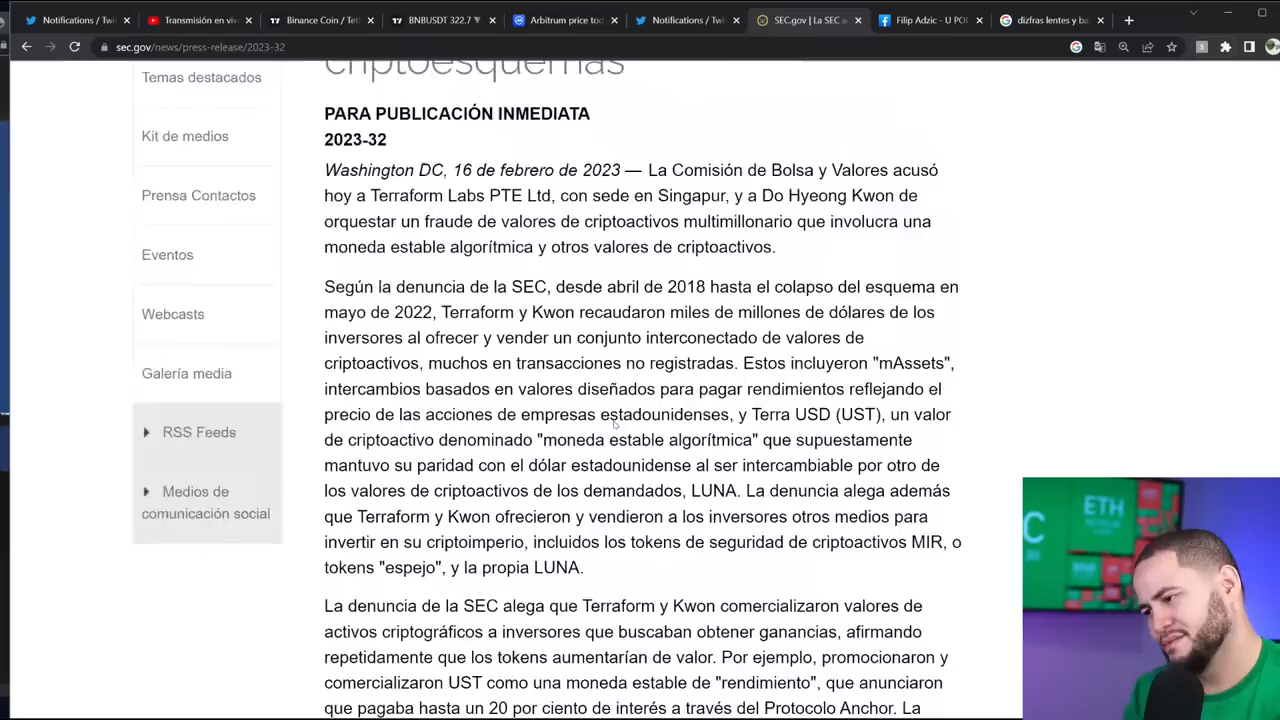 Notifications / Twit
Transmisión en viv
Binance Coin / Tet
BNBUSDT 322.7 ▼
Arbitrum price tod
Notifications / Twi
SEC.gov | La SEC a
Filip Adzic - U PO
dizfras lentes y ba
sec.gov/news/press-release/2023-32
criptoesquemas
Temas destacados
Kit de medios
Prensa Contactos
Eventos
Webcasts
Galería media
RSS Feeds
Medios de
comunicación social
PARA PUBLICACIÓN INMEDIATA
2023-32
Washington DC, 16 de febrero de 2023 — La Comisión de Bolsa y Valores acusó
hoy a Terraform Labs PTE Ltd, con sede en Singapur, y a Do Hyeong Kwon de
orquestar un fraude de valores de criptoactivos multimillonario que involucra una
moneda estable algorítmica y otros valores de criptoactivos.
Según la denuncia de la SEC, desde abril de 2018 hasta el colapso del esquema en
mayo de 2022, Terraform y Kwon recaudaron miles de millones de dólares de los
inversores al ofrecer y vender un conjunto interconectado de valores de
criptoactivos, muchos en transacciones no registradas. Estos incluyeron "mAssets",
intercambios basados en valores diseñados para pagar rendimientos reflejando el
precio de las acciones de empresas estadounidenses, y Terra USD (UST), un valor
de criptoactivo denominado "moneda estable algorítmica" que supuestamente
mantuvo su paridad con el dólar estadounidense al ser intercambiable por otro de
los valores de criptoactivos de los demandados, LUNA. La denuncia alega además
que Terraform y Kwon ofrecieron y vendieron a los inversores otros medios para
invertir en su criptoimperio, incluidos los tokens de seguridad de criptoactivos MIR, o
tokens "espejo", y la propia LUNA.
La denuncia de la SEC alega que Terraform y Kwon comercializaron valores de
activos criptográficos a inversores que buscaban obtener ganancias, afirmando
repetidamente que los tokens aumentarían de valor. Por ejemplo, promocionaron y
comercializaron UST como una moneda estable de "rendimiento", que anunciaron
que pagaba hasta un 20 por ciento de interés a través del Protocolo Anchor. La
C
ETH